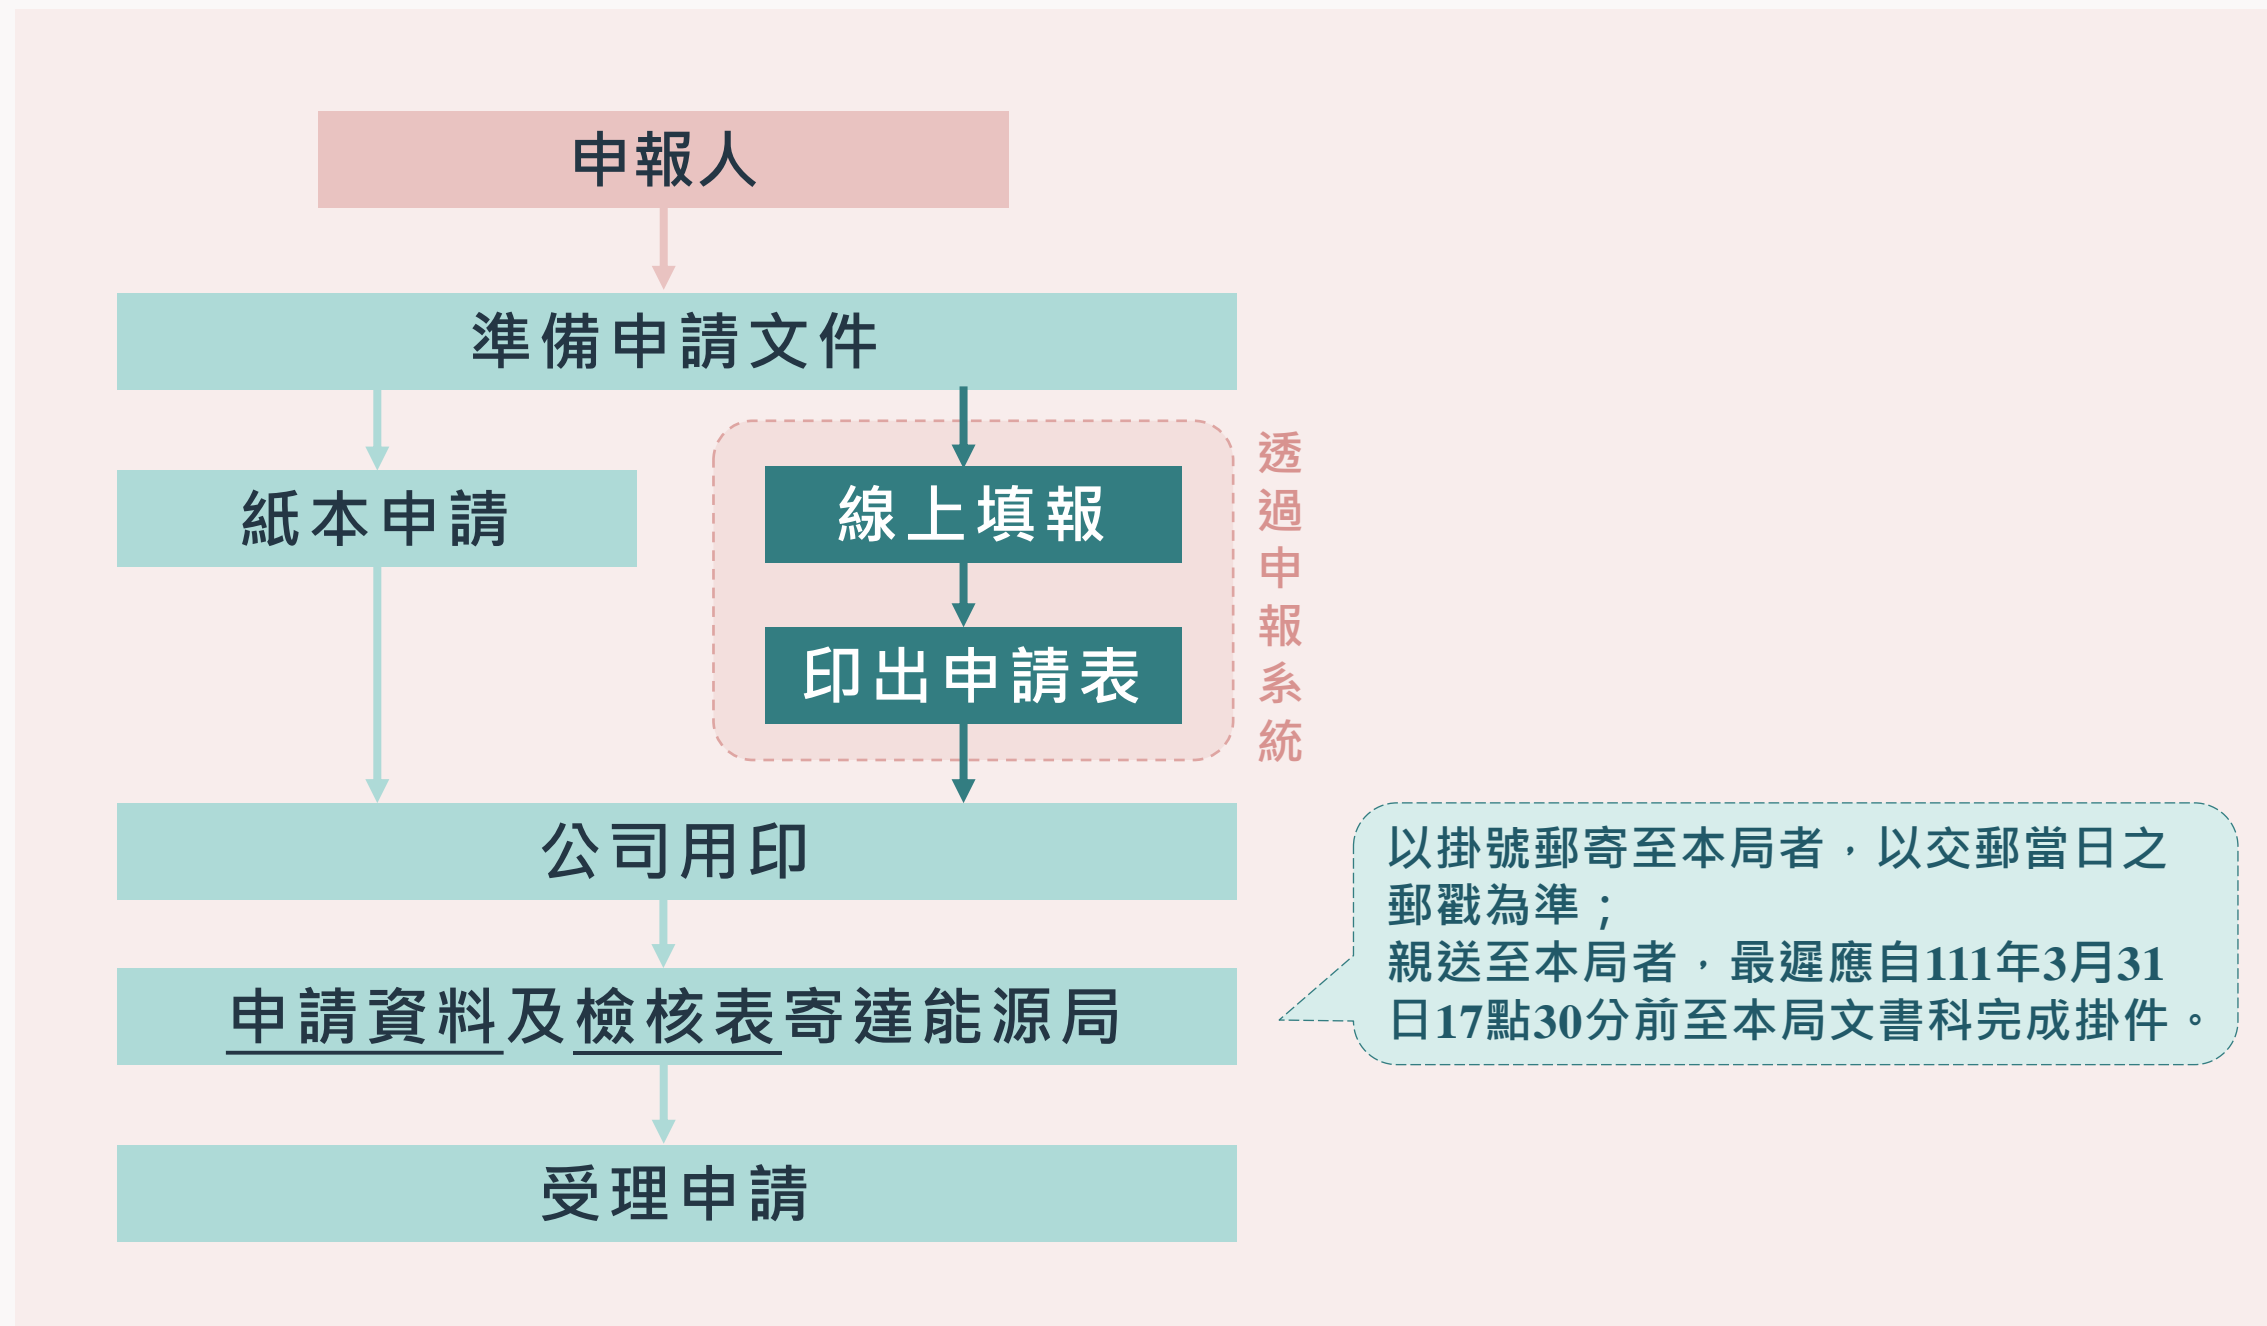 申報人
準備申請文件
紙本申請
線上填報
印出申請表
透過申報系統
公司用印
申請資料及檢核表寄達能源局
以掛號郵寄至本局者，以交郵當日之
郵戳為準；
親送至本局者，最遲應自111年3月31
日17點30分前至本局文書科完成掛件。
受理申請